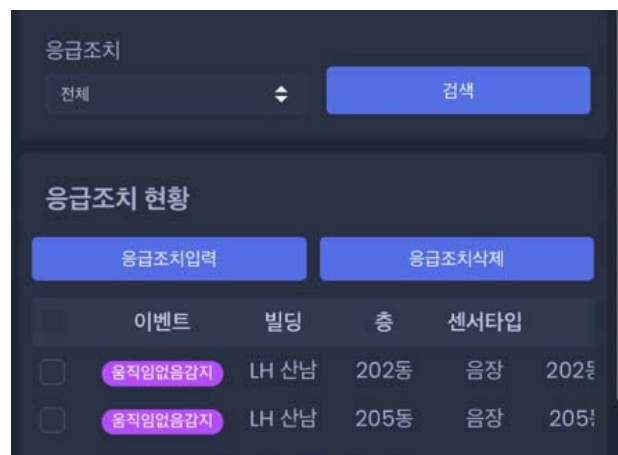 응급조치
전체 검색
응급조치 현황
응급조치입력 응급조치삭제
이벤트 빌딩 층 센서타입
움직임없음감지 LH 산남 202동 음장
움직임없음감지 LH 산남 205동 음장